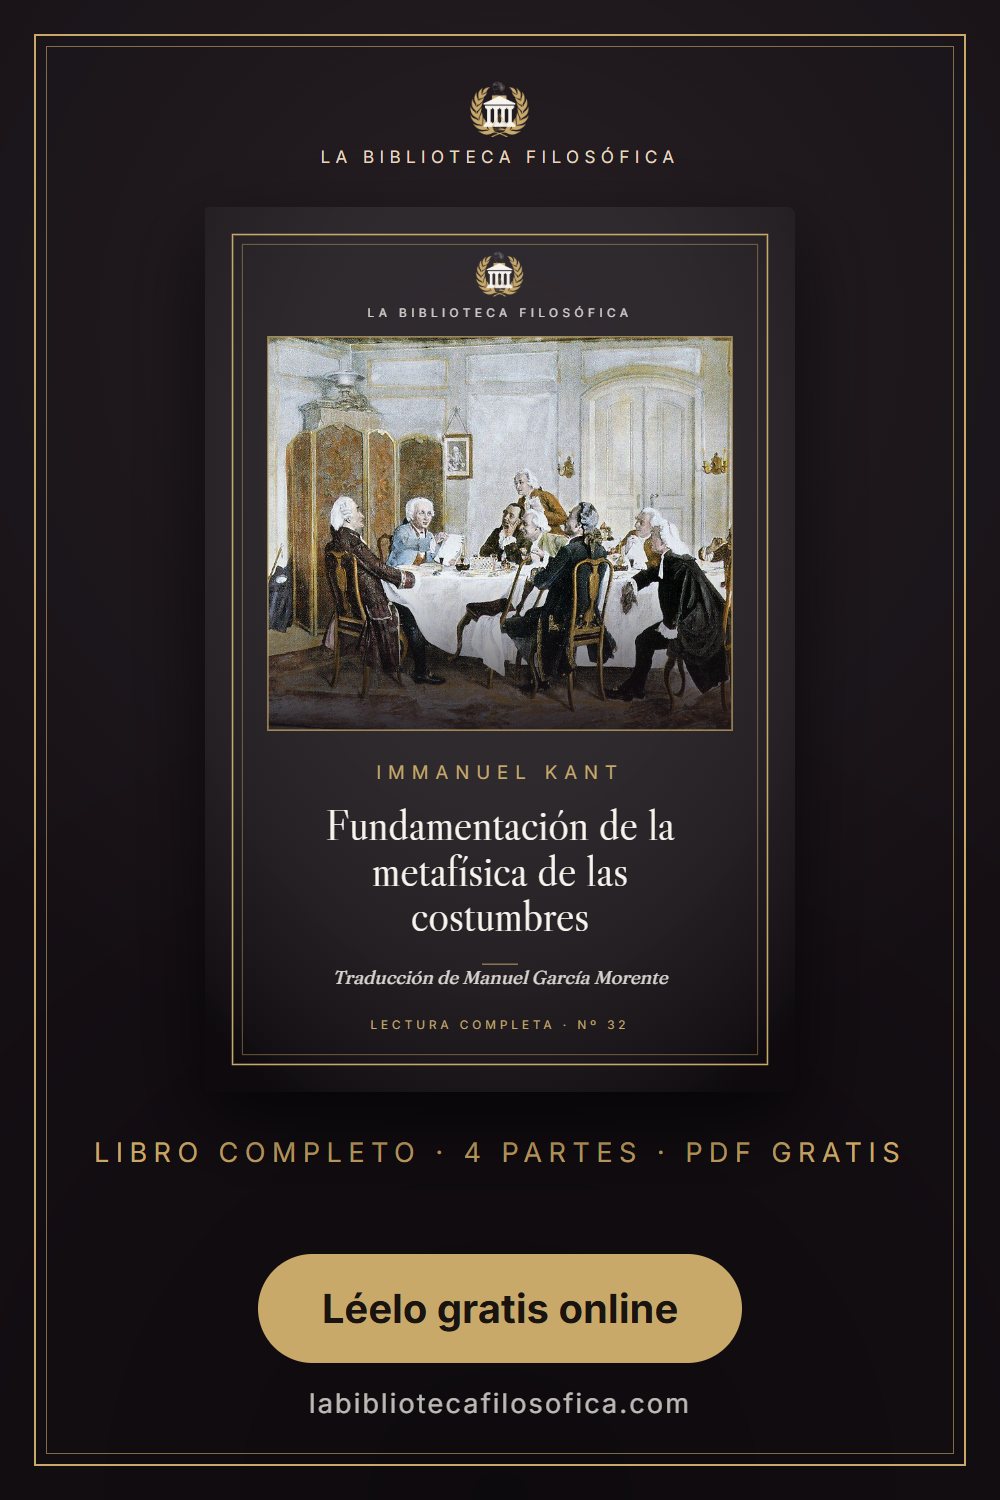 LA BIBLIOTECA FILOSÓFICA
LA BIBLIOTECA FILOSÓFICA
IMMANUEL KANT
Fundamentación de la
metafísica de las
costumbres
Traducción de Manuel García Morente
LECTURA COMPLETA · Nº 32
LIBRO COMPLETO · 4 PARTES · PDF GRATIS
Léelo gratis online
labibliotecafilosofica.com